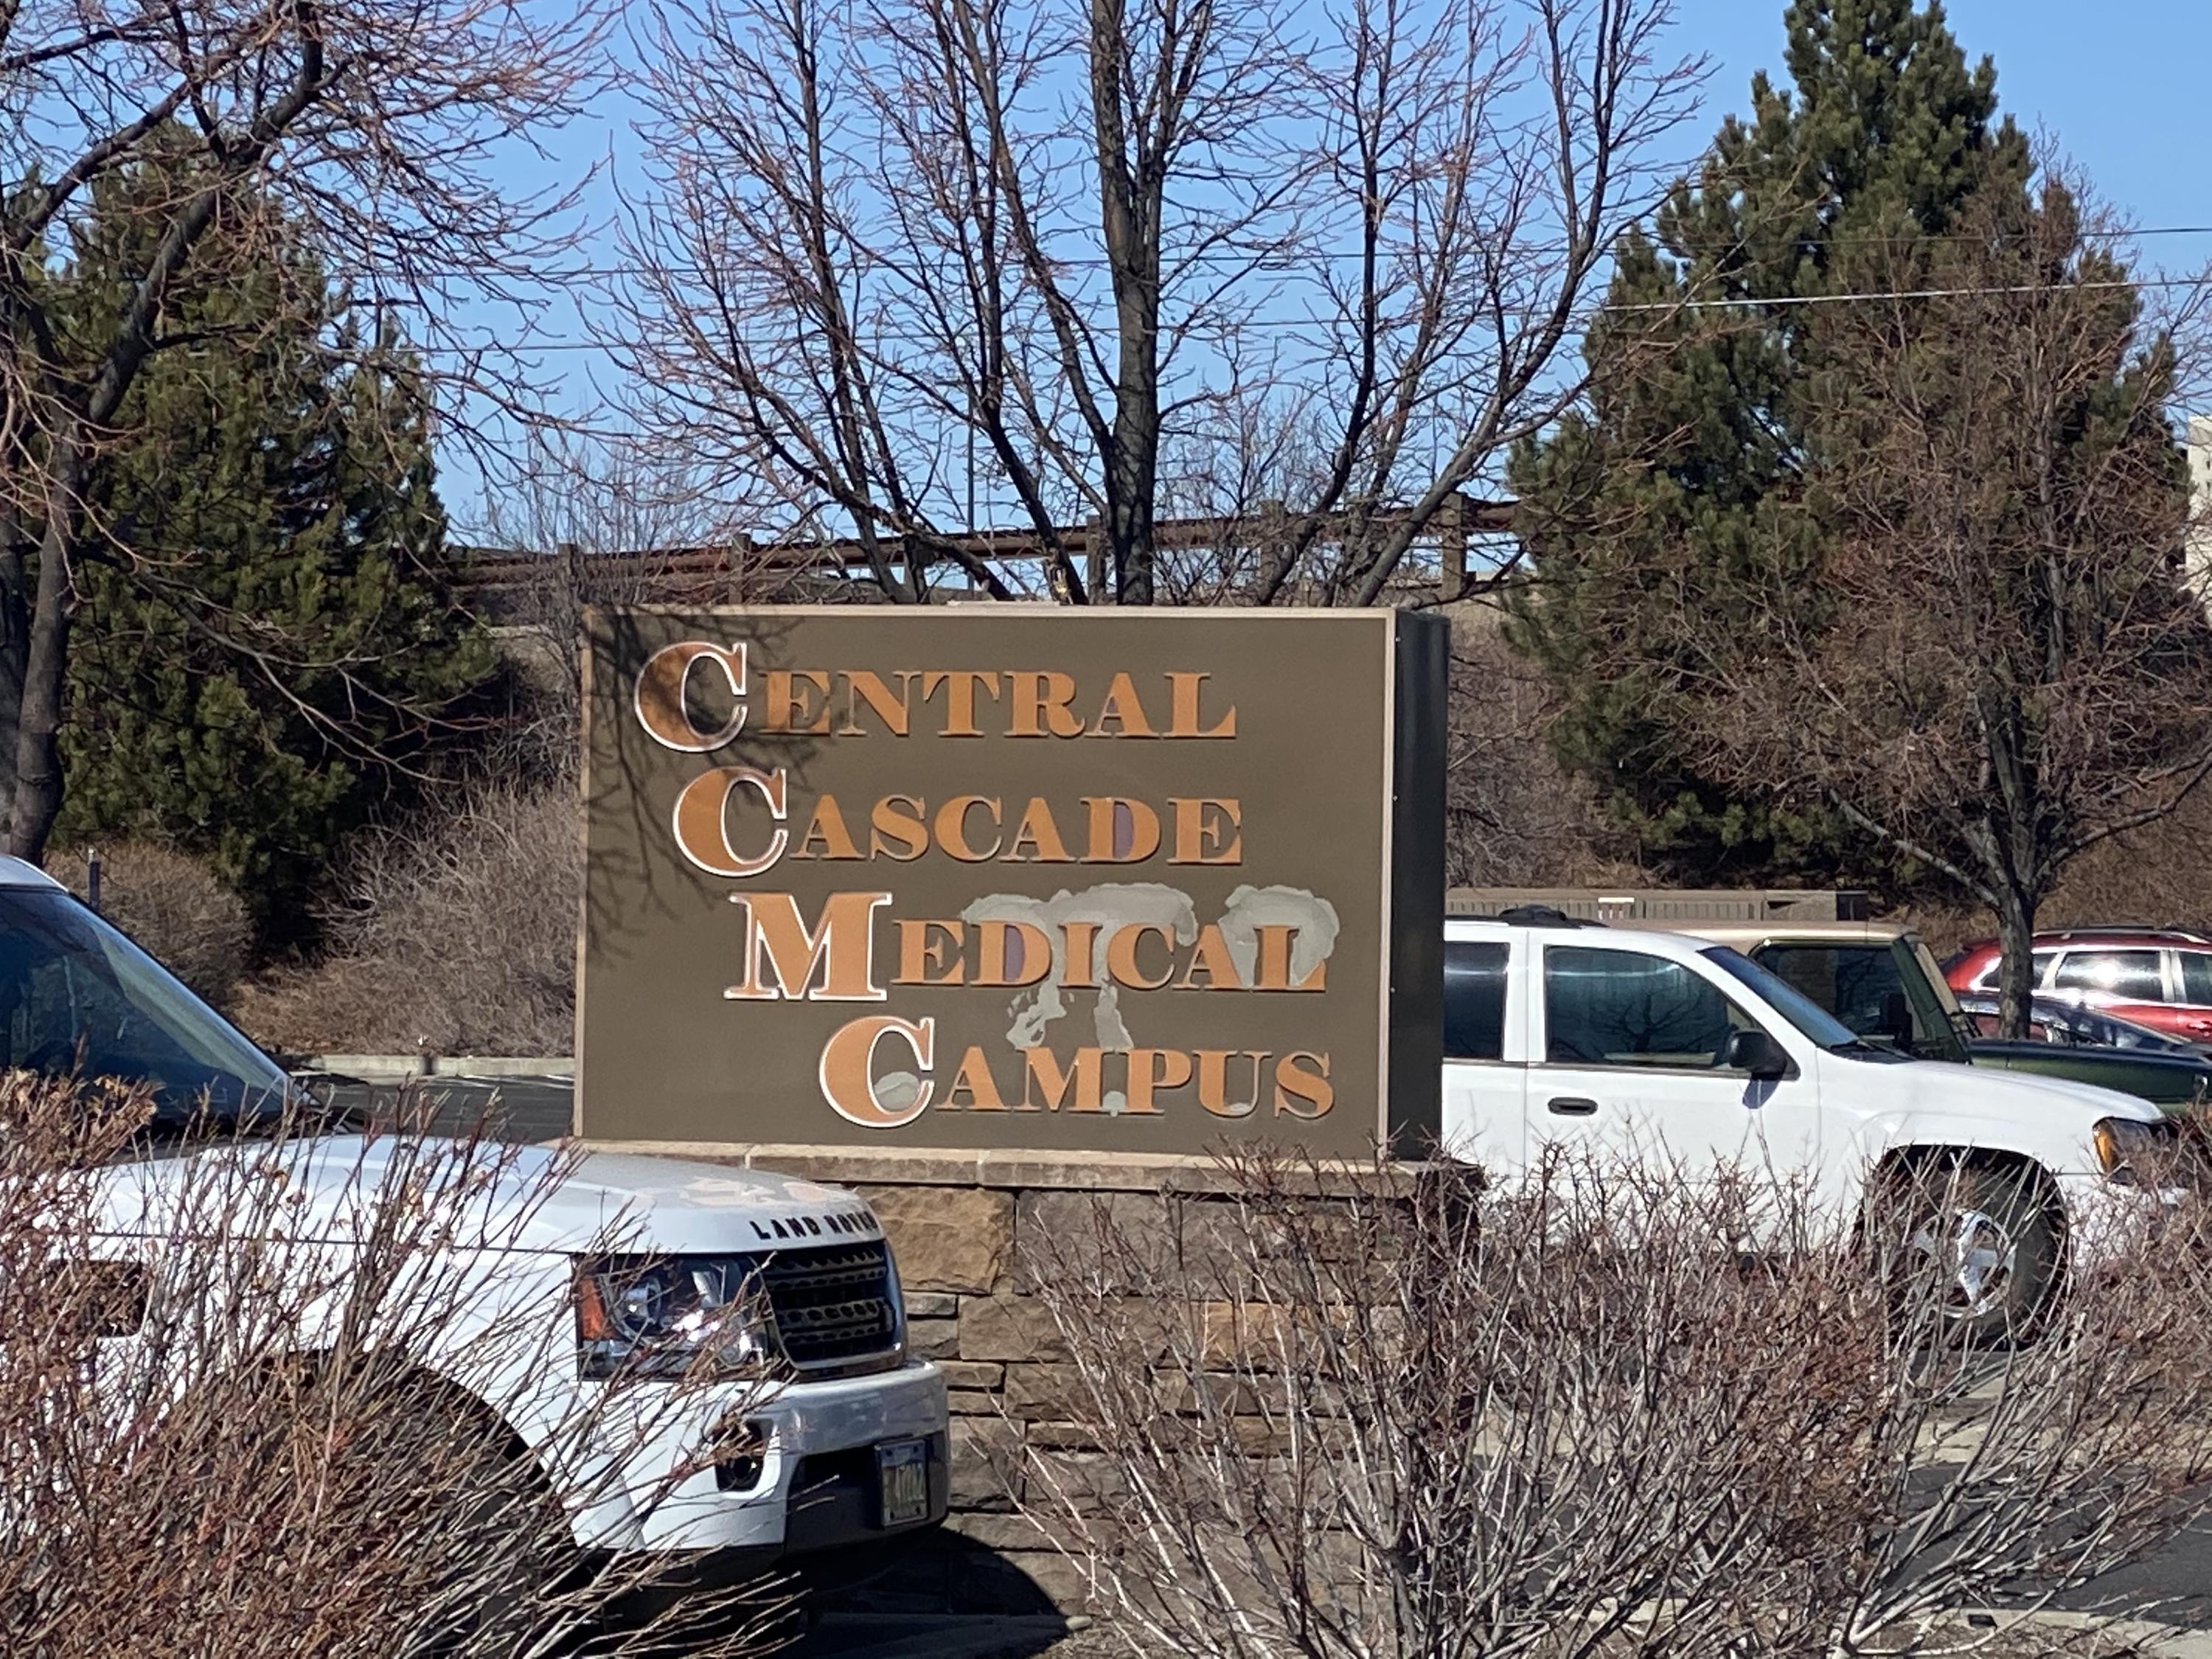 CENTRAL
CASCADE
MEDICAL
CAMPUS
LAND ROVER